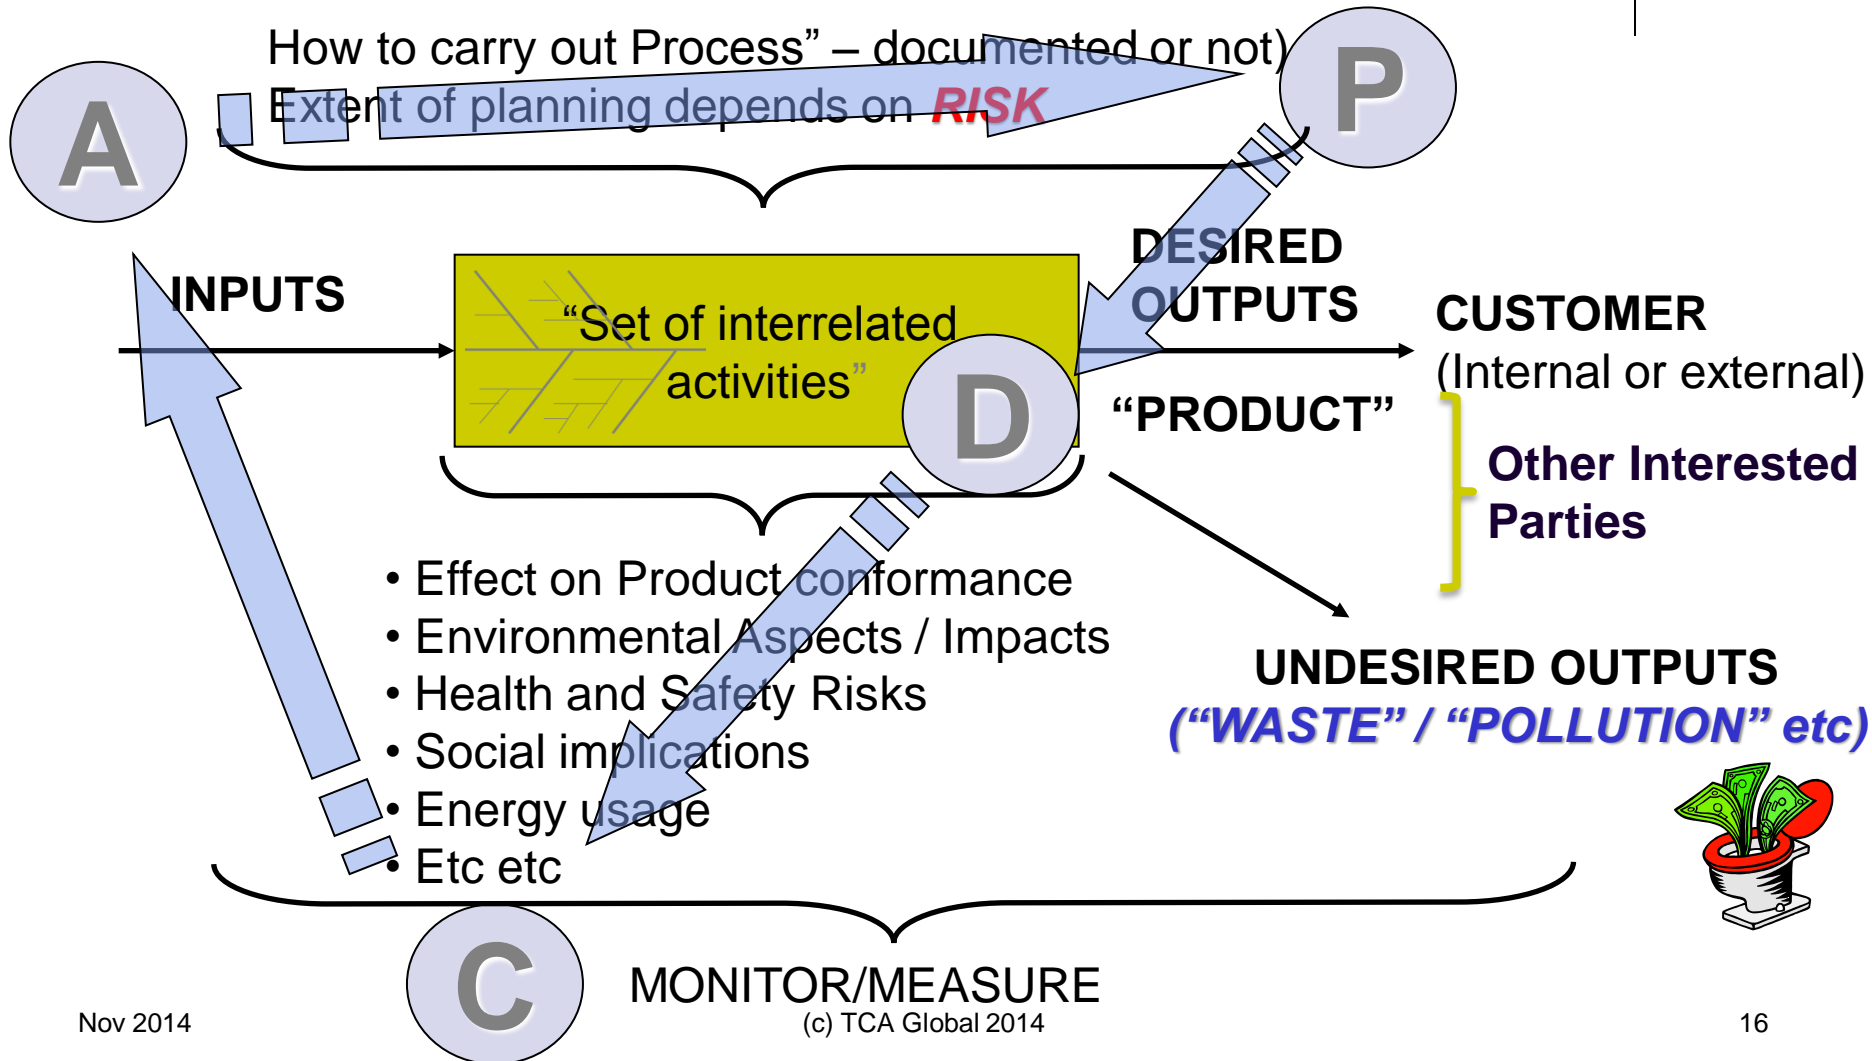 How to carry out Process” – documented or not)
Extent of planning depends on RISK
A
P
INPUTS
“Set of interrelated
activities”
D
DESIRED
OUTPUTS
“PRODUCT”
CUSTOMER
(Internal or external)
Other Interested
Parties
• Effect on Product conformance
• Environmental Aspects / Impacts
• Health and Safety Risks
• Social implications
• Energy usage
• Etc etc
UNDESIRED OUTPUTS
(“WASTE” / “POLLUTION” etc)
C
MONITOR/MEASURE
Nov 2014
(c) TCA Global 2014
16